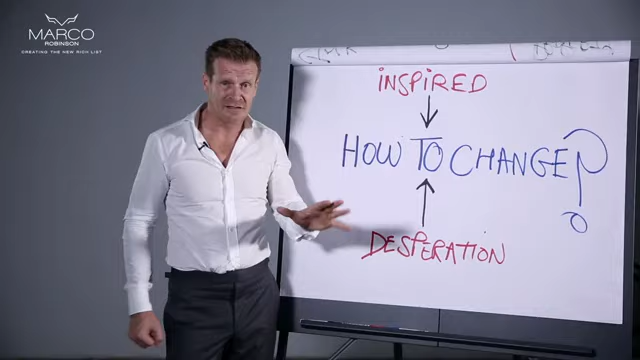 MARCO
ROBINSON
CREATING THE NEW RICH LIST
INSPIRED
HOW TO CHANGE?
DESPERATION